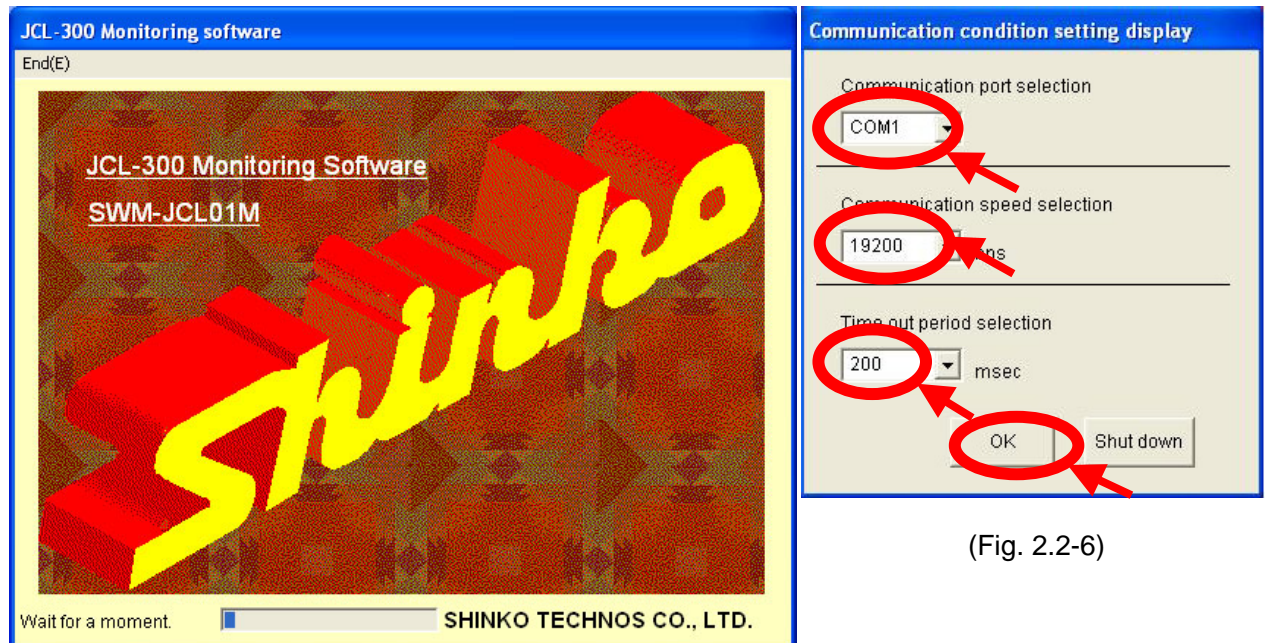 JCL-300 Monitoring software
End(E)
JCL-300 Monitoring Software
SWM-JCL01M
Shinko
Wait for a moment.
SHINKO TECHNOS CO., LTD.
Communication condition setting display
Communication port selection
COM1
Communication speed selection
19200
Time out period selection
200
msec
OK
Shut down
(Fig. 2.2-6)